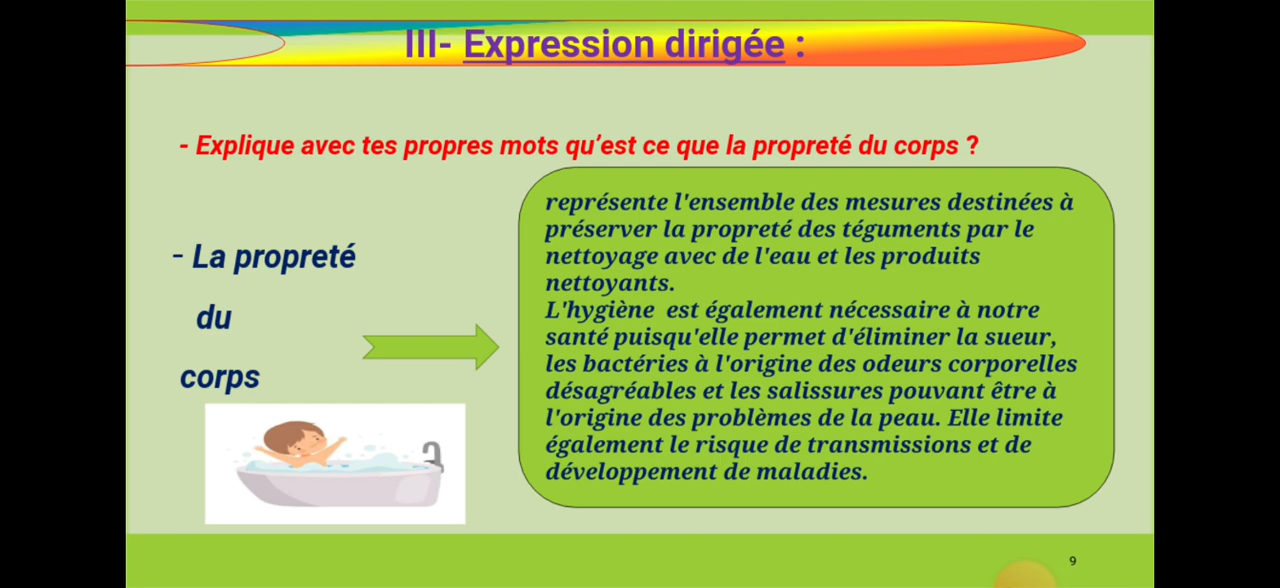 III- Expression dirigée :
- Explique avec tes propres mots qu’est ce que la propreté du corps ?
- La propreté
du
corps
représente l'ensemble des mesures destinées à
préserver la propreté des téguments par le
nettoyage avec de l'eau et les produits
nettoyants.
L'hygiène  est également nécessaire à notre
santé puisqu'elle permet d'éliminer la sueur,
les bactéries à l'origine des odeurs corporelles
désagréables et les salissures pouvant être à
l'origine des problèmes de la peau. Elle limite
également le risque de transmissions et de
développement de maladies.
9